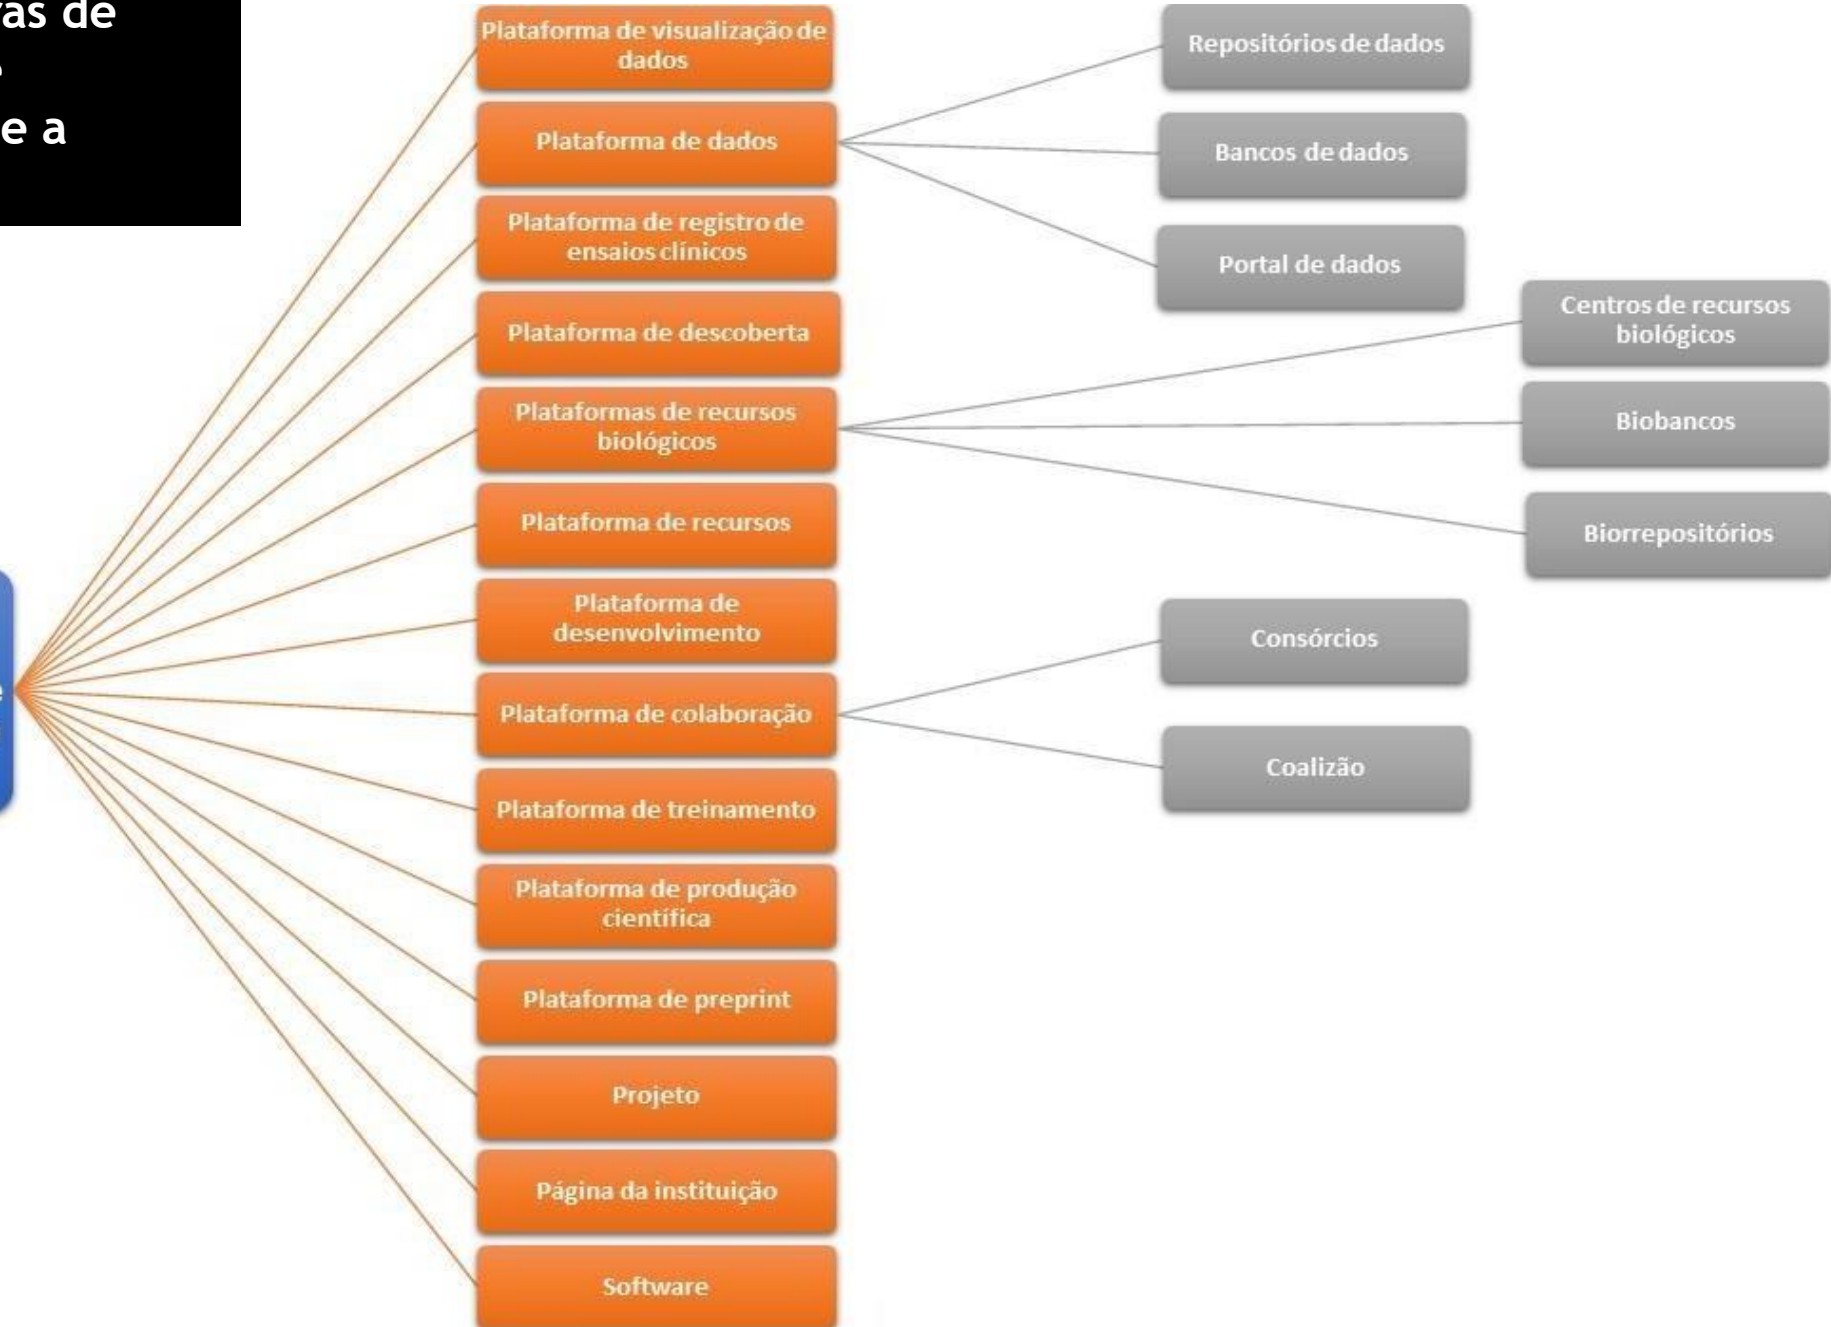 de
e a
Plataforma de visualização de
dados
Plataforma de dados
Plataforma de registro de
ensaios clínicos
Plataforma de descoberta
Plataformas de recursos
biológicos
Plataforma de recursos
Plataforma de
desenvolvimento
Plataforma de colaboração
Plataforma de treinamento
Plataforma de produção
científica
Plataforma de preprint
Projeto
Página da instituição
Software
Repositórios de dados
Bancos de dados
Portal de dados
Centros de recursos
biológicos
Biobancos
Biorrepositórios
Consórcios
Coalizão